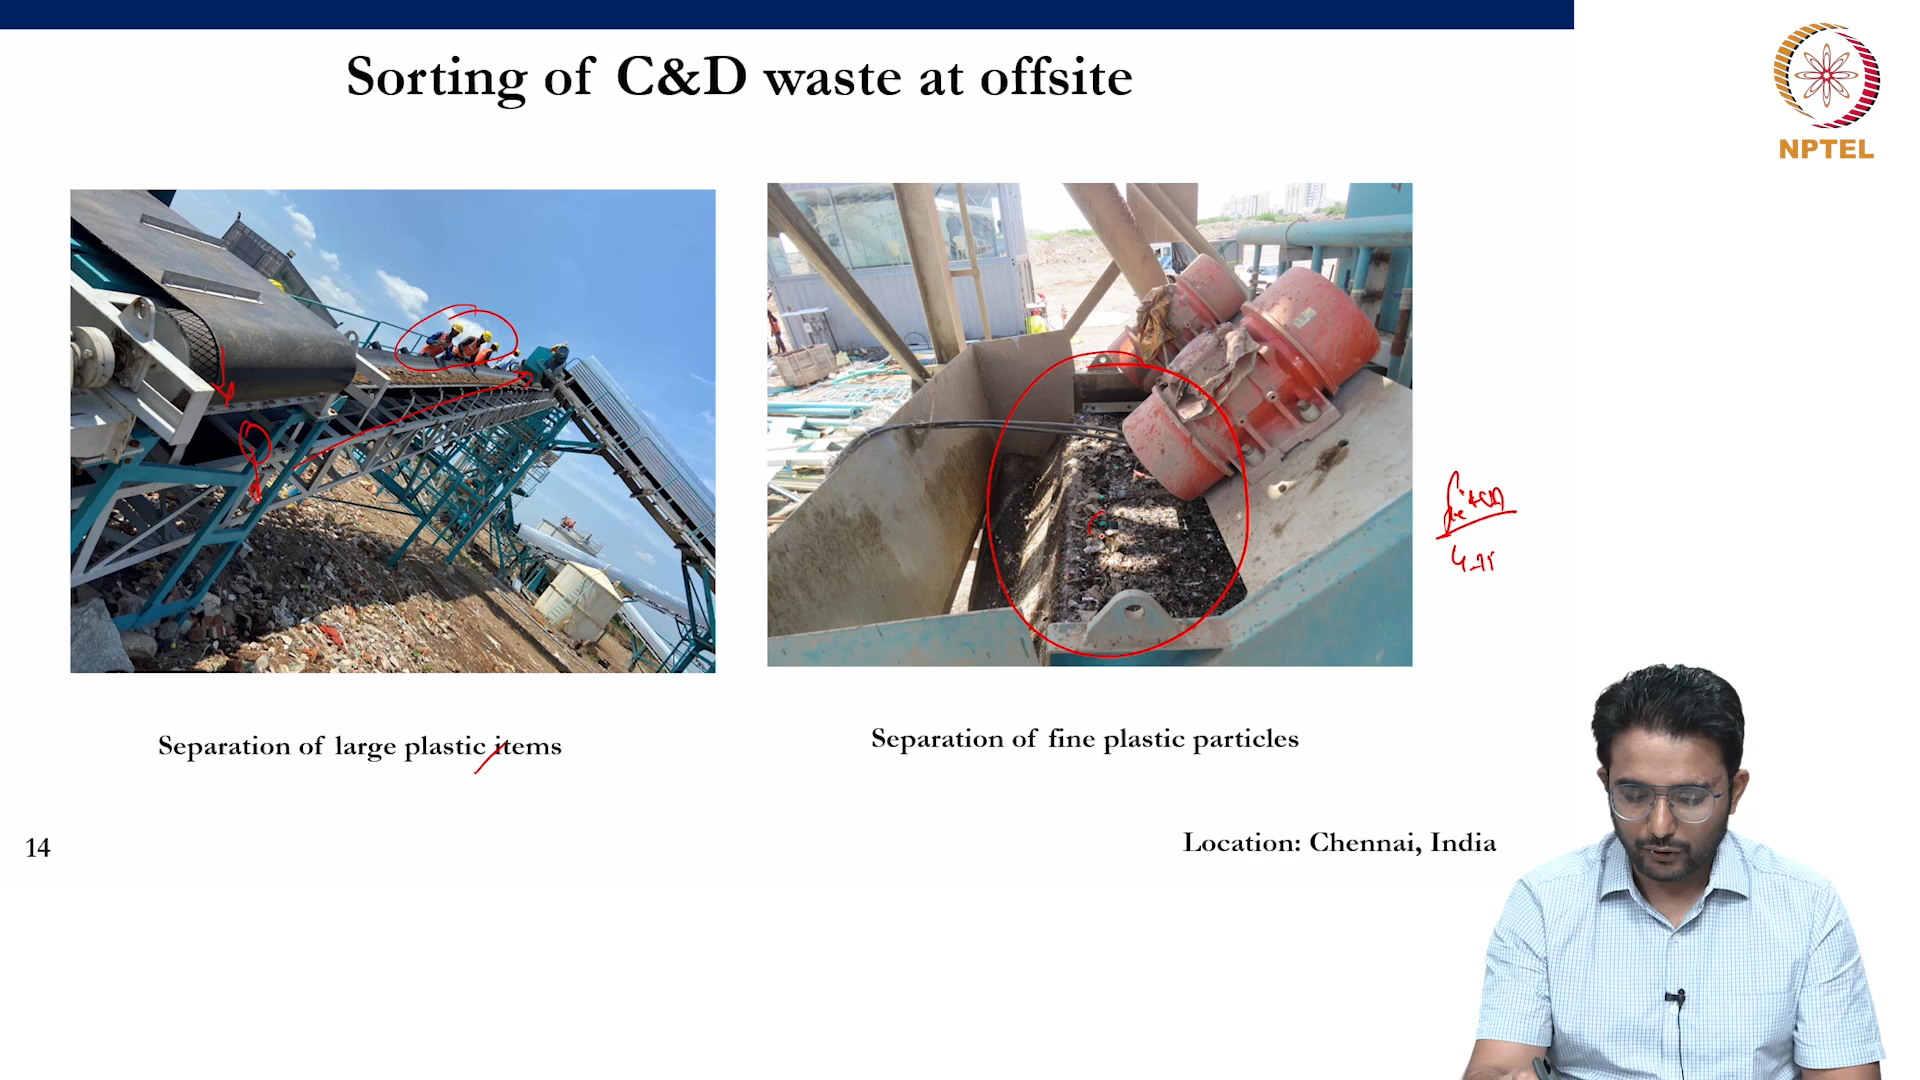 Sorting of C&D waste at offsite
NPTEL
Separation of large plastic items
Separation of fine plastic particles
14
Location: Chennai, India